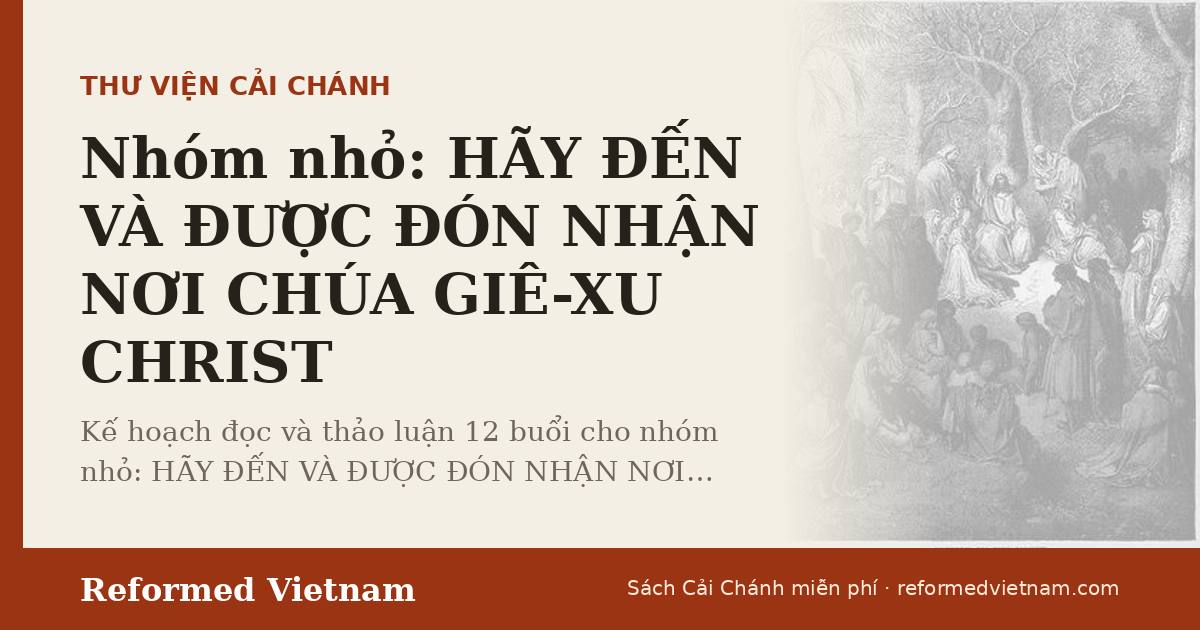 THƯ VIỆN CẢI CHÁNH
Nhóm nhỏ: HÃY ĐẾN
VÀ ĐƯỢC ĐÓN NHẬN
NƠI CHÚA GIÊ-XU
CHRIST
Kế hoạch đọc và thảo luận 12 buổi cho nhóm
nhỏ: HÃY ĐẾN VÀ ĐƯỢC ĐÓN NHẬN NƠI...
Reformed Vietnam
Sách Cải Chánh miễn phí · reformedvietnam.com